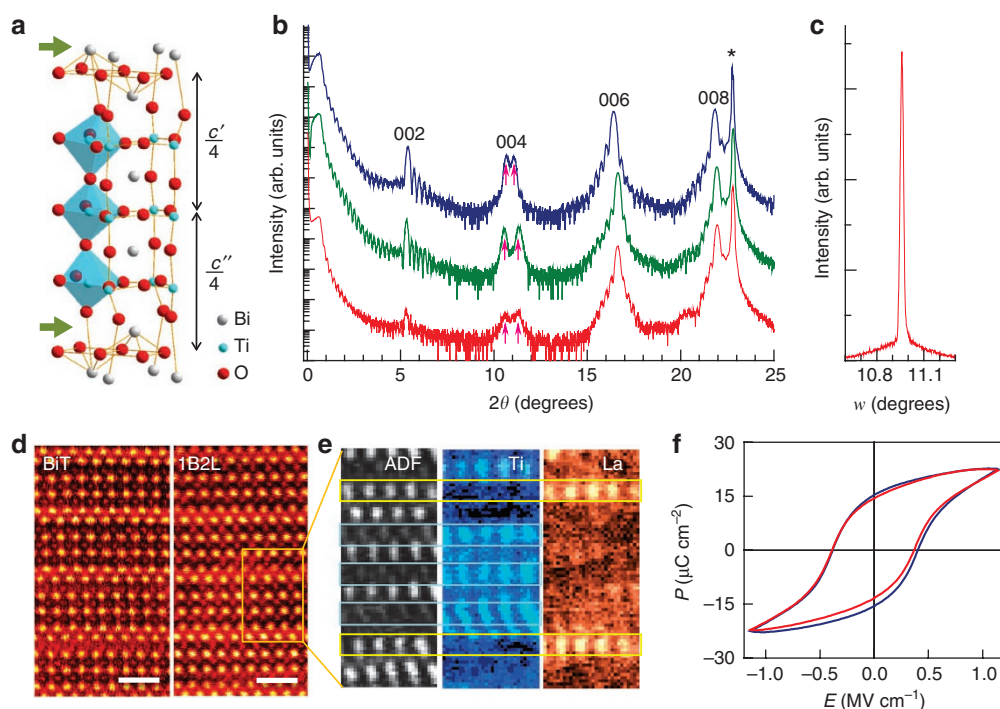 a
c′
4
c″
4
Bi
Ti
O
b
Intensity (arb. units)
002
004
006
008
*
0
5
10
15
20
25
2θ (degrees)
c
Intensity (arb. units)
10.8
11.1
w (degrees)
d
BiT
1B2L
e
ADF
Ti
La
f
P (μC cm⁻²)
30
15
0
−15
−30
−1.0
−0.5
0.0
0.5
1.0
E (MV cm⁻¹)